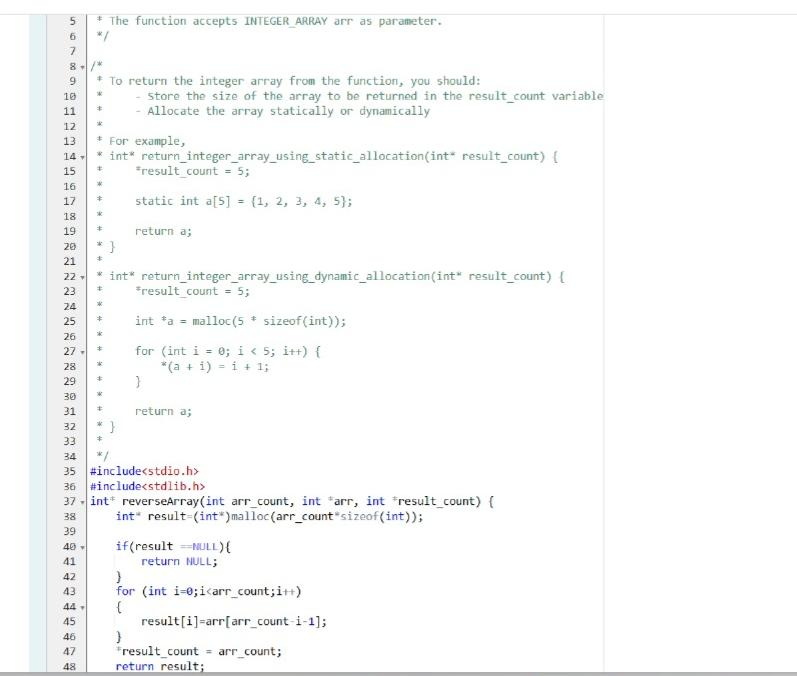 5 * The function accepts INTEGER_ARRAY arr as parameter.
6 */
7
8 /*
9 * To return the integer array from the function, you should:
10 * - Store the size of the array to be returned in the result_count variable
11 * - Allocate the array statically or dynamically
12 *
13 * For example,
14 * int* return_integer_array_using_static_allocation(int* result_count) {
15 * *result_count = 5;
16 *
17 * static int a[5] = {1, 2, 3, 4, 5};
18 *
19 * return a;
20 * }
21 *
22 * int* return_integer_array_using_dynamic_allocation(int* result_count) {
23 * *result_count = 5;
24 *
25 * int *a = malloc(5 * sizeof(int));
26 *
27 * for (int i = 0; i < 5; i++) {
28 * *(a + i) = i + 1;
29 * }
30 *
31 * return a;
32 * }
33 *
34 */
35 #include<stdio.h>
36 #include<stdlib.h>
37 int* reverseArray(int arr_count, int *arr, int *result_count) {
38 int* result=(int*)malloc(arr_count*sizeof(int));
39
40 if(result ==NULL){
41 return NULL;
42 }
43 for (int i=0;i<arr_count;i++)
44 {
45 result[i]=arr[arr_count-i-1];
46 }
47 *result_count = arr_count;
48 return result;